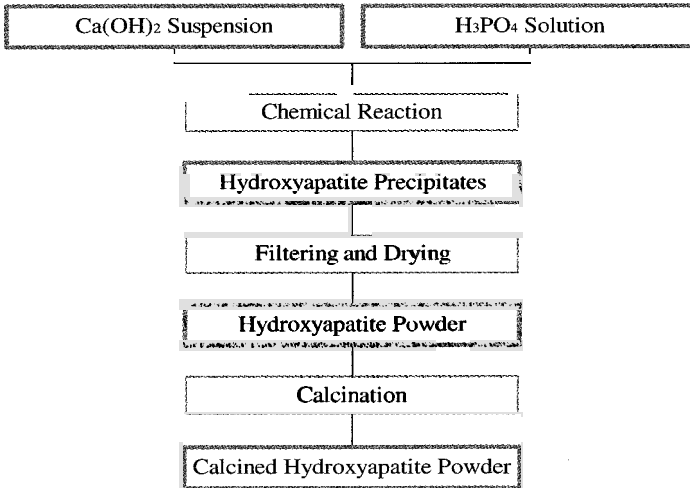 Ca(OH)₂ Suspension
H₃PO₄ Solution
Chemical Reaction
Hydroxyapatite Precipitates
Filtering and Drying
Hydroxyapatite Powder
Calcination
Calcined Hydroxyapatite Powder